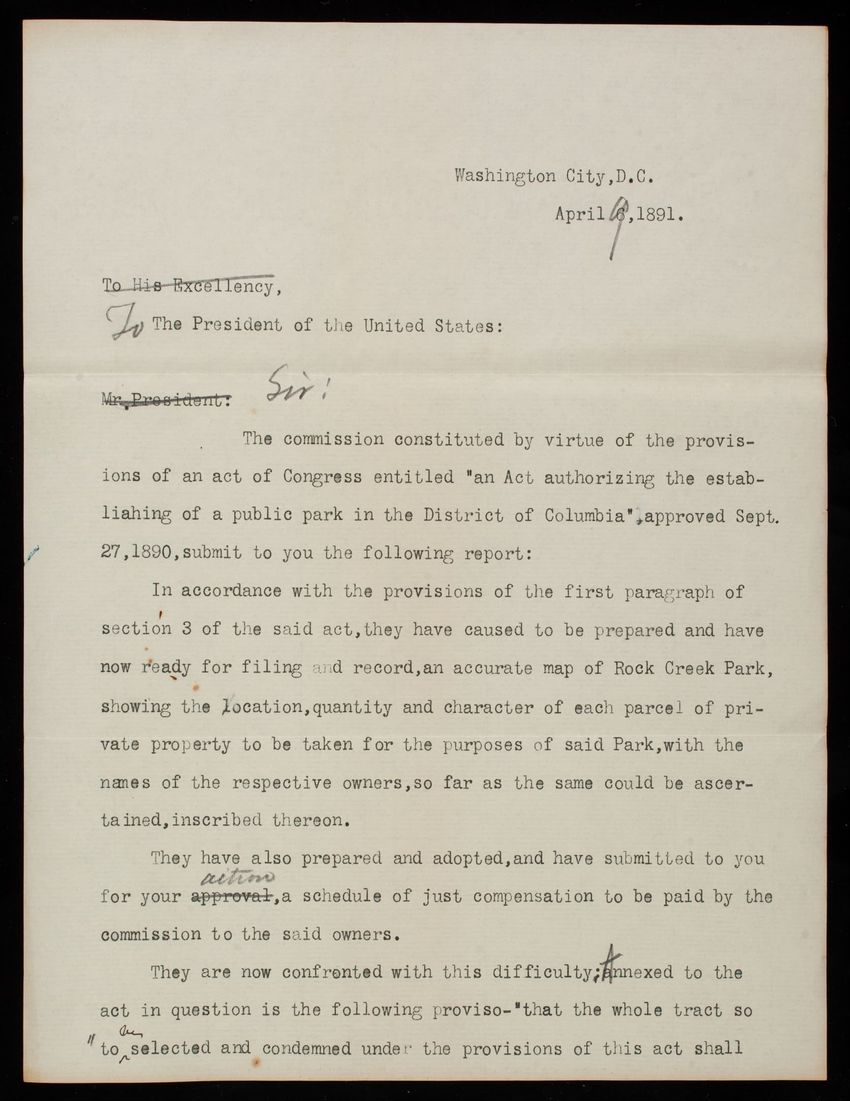 Washington City,D.C.
April 9,1891.
To His Excellency,
To The President of the United States:
Mr.President: Sir!
The commission constituted by virtue of the provis-
ions of an act of Congress entitled "an Act authorizing the estab-
liahing of a public park in the District of Columbia",approved Sept.
27,1890,submit to you the following report:
In accordance with the provisions of the first paragraph of
section 3 of the said act,they have caused to be prepared and have
now ready for filing and record,an accurate map of Rock Creek Park,
showing the location,quantity and character of each parcel of pri-
vate property to be taken for the purposes of said Park,with the
names of the respective owners,so far as the same could be ascer-
tained,inscribed thereon.
They have also prepared and adopted,and have submitted to you
action
for your approval,a schedule of just compensation to be paid by the
commission to the said owners.
They are now confronted with this difficulty; Annexed to the
act in question is the following proviso-"that the whole tract so
be
"to selected and condemned under the provisions of this act shall